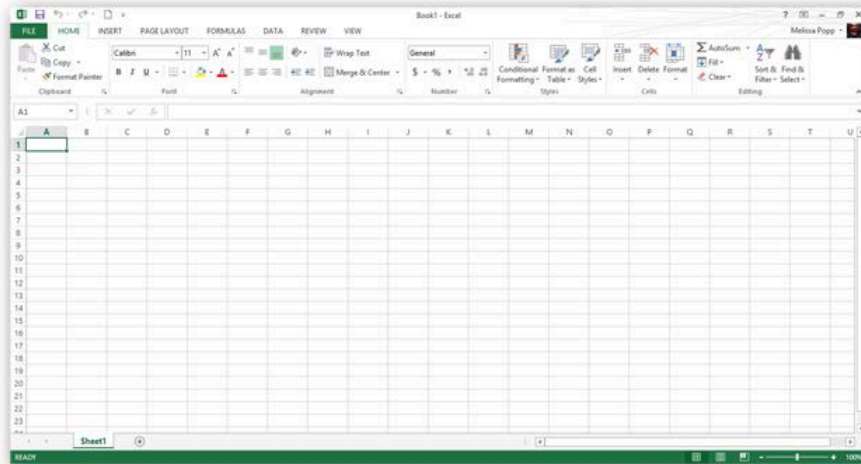 Book1 - Excel
FILE HOME INSERT PAGE LAYOUT FORMULAS DATA REVIEW VIEW Melissa Popp
Cut Calibri 11 Wrap Text General AutoSum
Paste Copy Fill
Format Painter B I U Merge & Center $ % Conditional Formatting Format as Table Cell Styles Insert Delete Format Clear Sort & Filter Find & Select
Clipboard Font Alignment Number Styles Cells Editing
A1 fx
A B C D E F G H I J K L M N O P Q R S T U
1
2
3
4
5
6
7
8
9
10
11
12
13
14
15
16
17
18
19
20
21
22
23
Sheet1
READY 100%